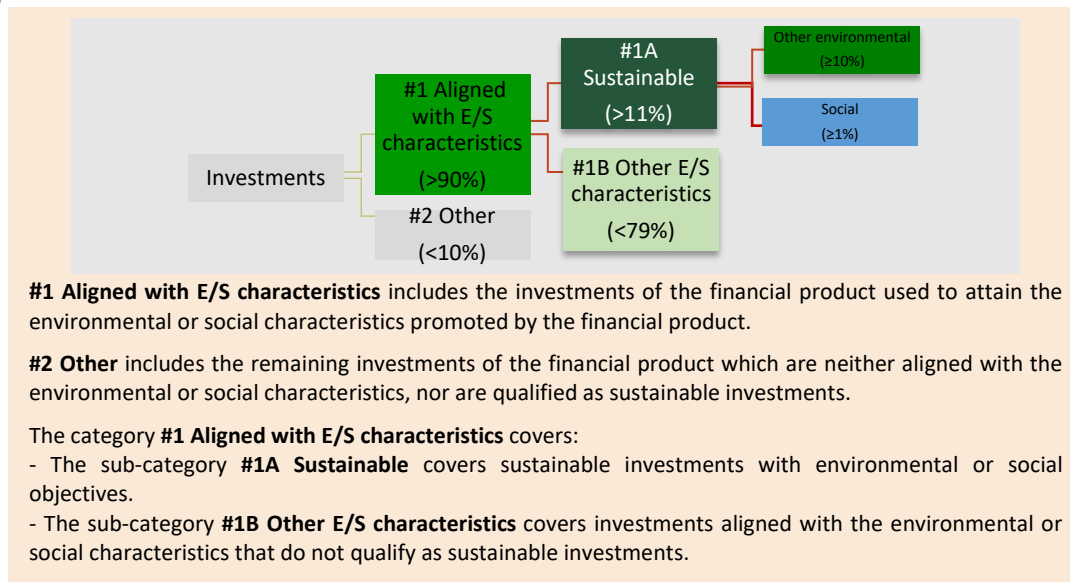 Investments
#1 Aligned
with E/S
characteristics
(>90%)
#2 Other
(<10%)
#1A
Sustainable
(>11%)
#1B Other E/S
characteristics
(<79%)
Other environmental
(≥10%)
Social
(≥1%)
#1 Aligned with E/S characteristics includes the investments of the financial product used to attain the
environmental or social characteristics promoted by the financial product.
#2 Other includes the remaining investments of the financial product which are neither aligned with the
environmental or social characteristics, nor are qualified as sustainable investments.
The category #1 Aligned with E/S characteristics covers:
- The sub-category #1A Sustainable covers sustainable investments with environmental or social
objectives.
- The sub-category #1B Other E/S characteristics covers investments aligned with the environmental or
social characteristics that do not qualify as sustainable investments.